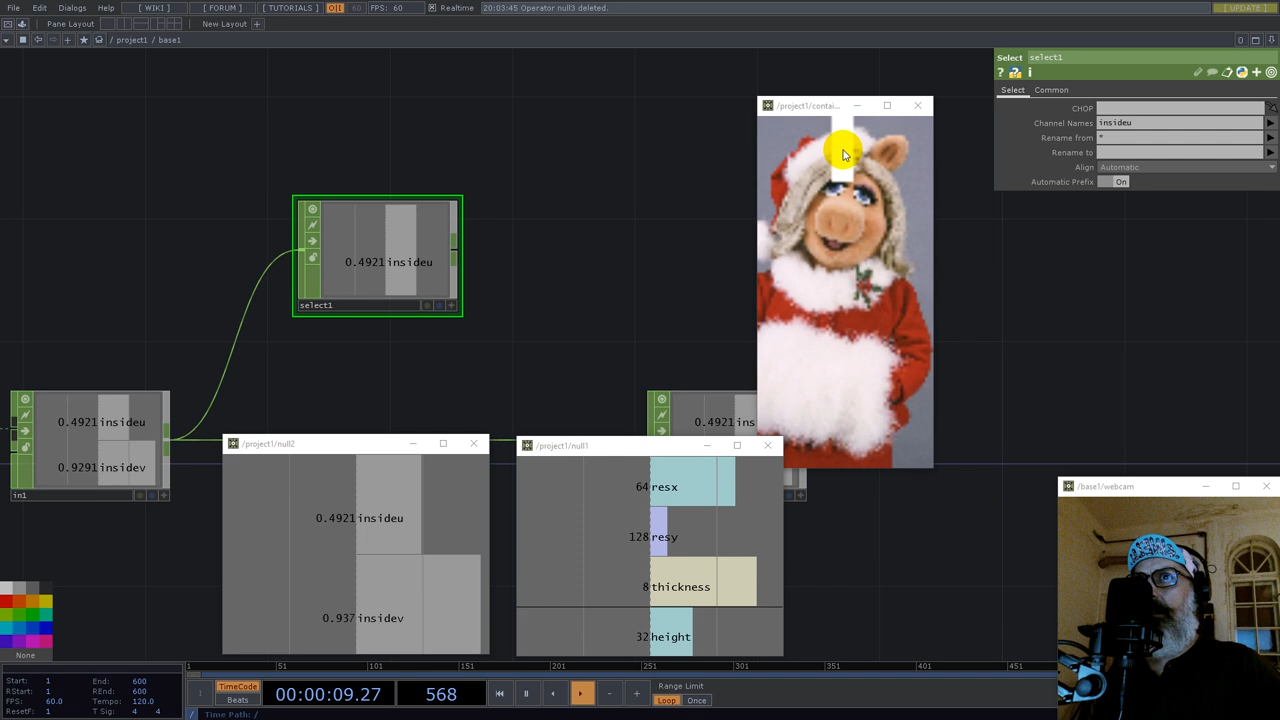 File Edit Dialogs Help [ WIKI ] [ FORUM ] [ TUTORIALS ] O|I 60 FPS: 60 Realtime 20:03:45 Operator null3 deleted. [ UPDATE ]
Pane Layout New Layout +
/ project1 / base1 0
Select select1
? i
Select Common
CHOP
Channel Names insideu
Rename from *
Rename to
Align Automatic
Automatic Prefix On
/project1/contai...
0.4921 insideu
select1
0.4921 insideu
0.9291 insidev
in1
0.4921 ins
/project1/null2
0.4921 insideu
0.937 insidev
/project1/null1
64 resx
128 resy
8 thickness
32 height
/base1/webcam
None
1 51 101 151 201 251 301 351 401 451
Start: 1 End: 600
RStart: 1 REnd: 600
FPS: 60.0 Tempo: 120.0
ResetF: 1 T Sig: 4 4
TimeCode
Beats
00:00:09.27 568
Range Limit
Loop Once
/ Time Path: /